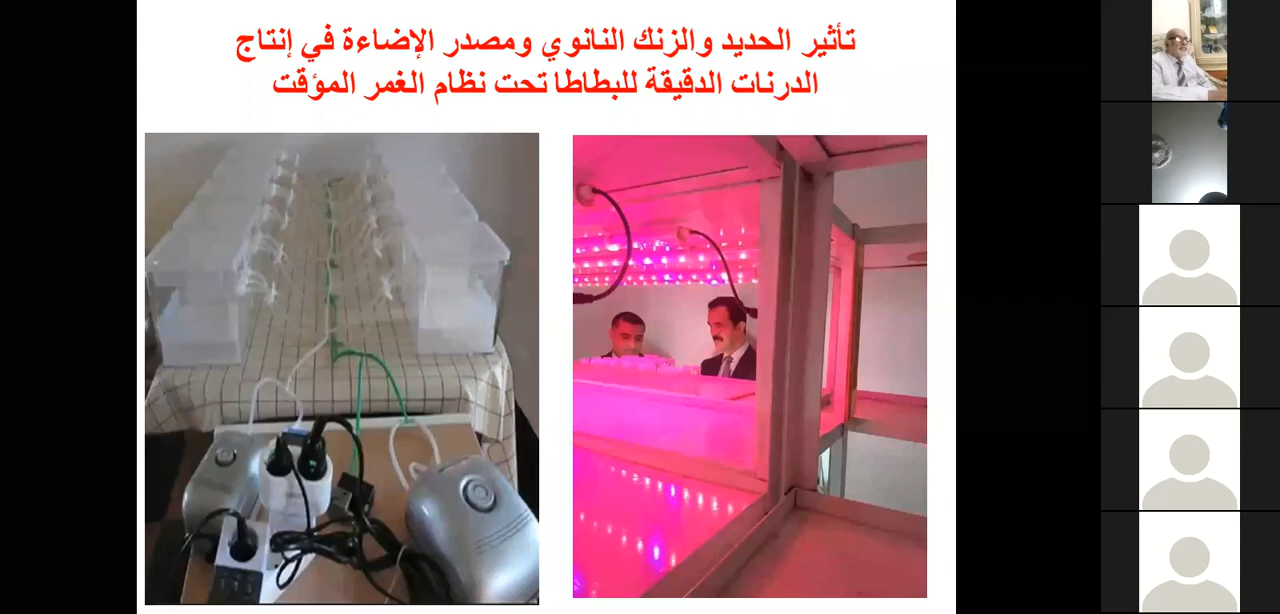 تأثير الحديد والزنك النانوي ومصدر الإضاءة في إنتاج
الدرنات الدقيقة للبطاطا تحت نظام الغمر المؤقت